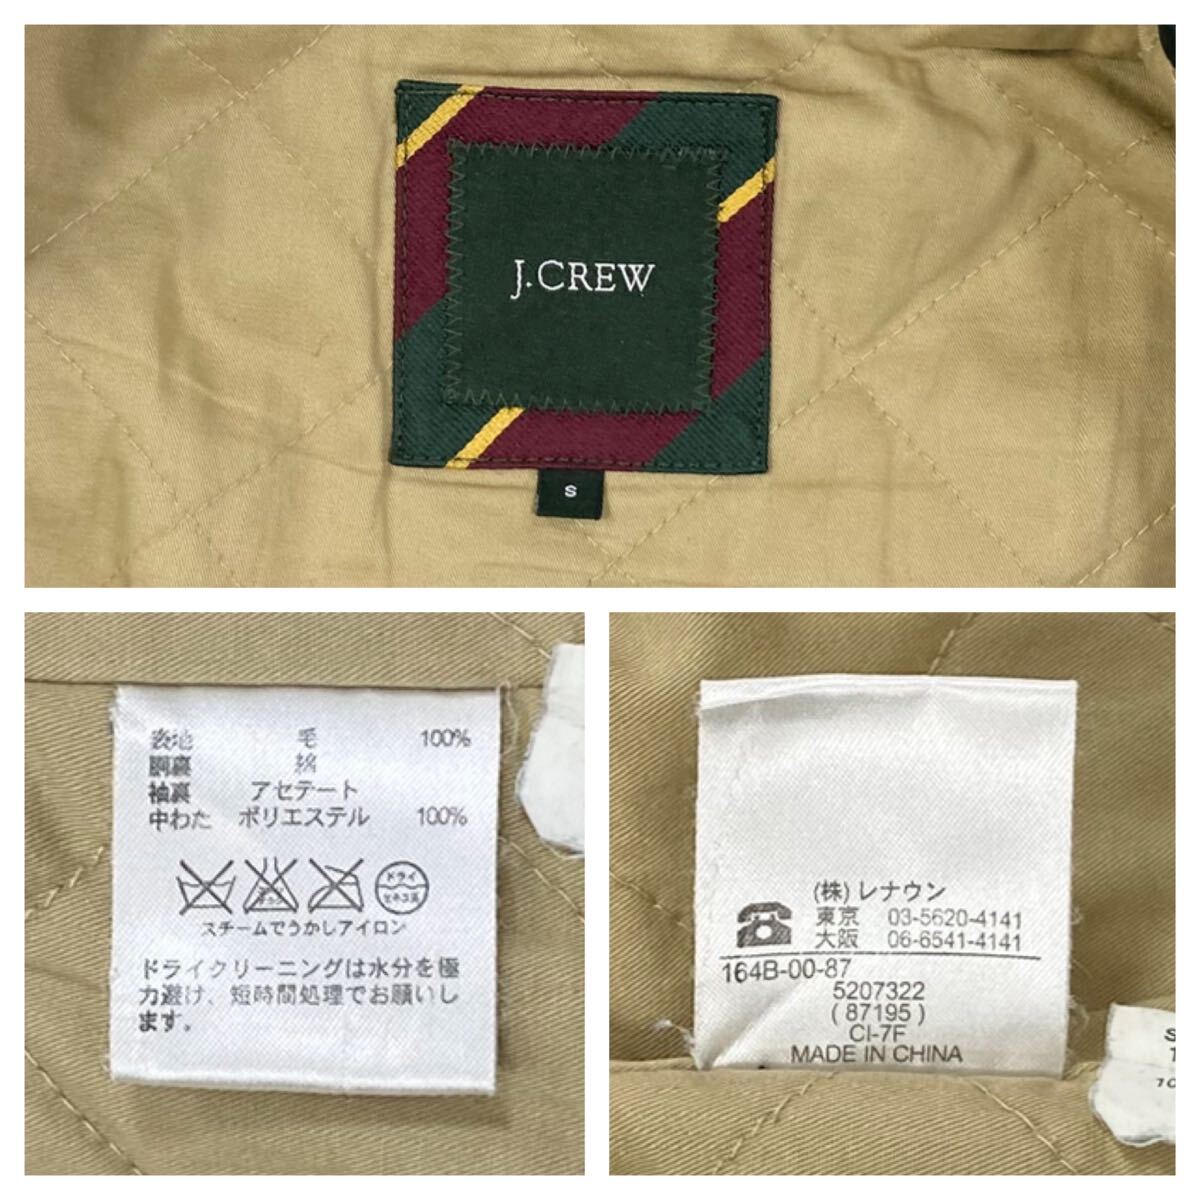 J.CREW
S
表地 毛 100%
胴裏 綿
袖裏 アセテート
中わた ポリエステル 100%
ドライ
セキユ系
スチームでうかしアイロン
ドライクリーニングは水分を極
力避け、短時間処理でお願いし
ます。
(株)レナウン
東京 03-5620-4141
大阪 06-6541-4141
164B-00-87
5207322
(87195)
CI-7F
MADE IN CHINA